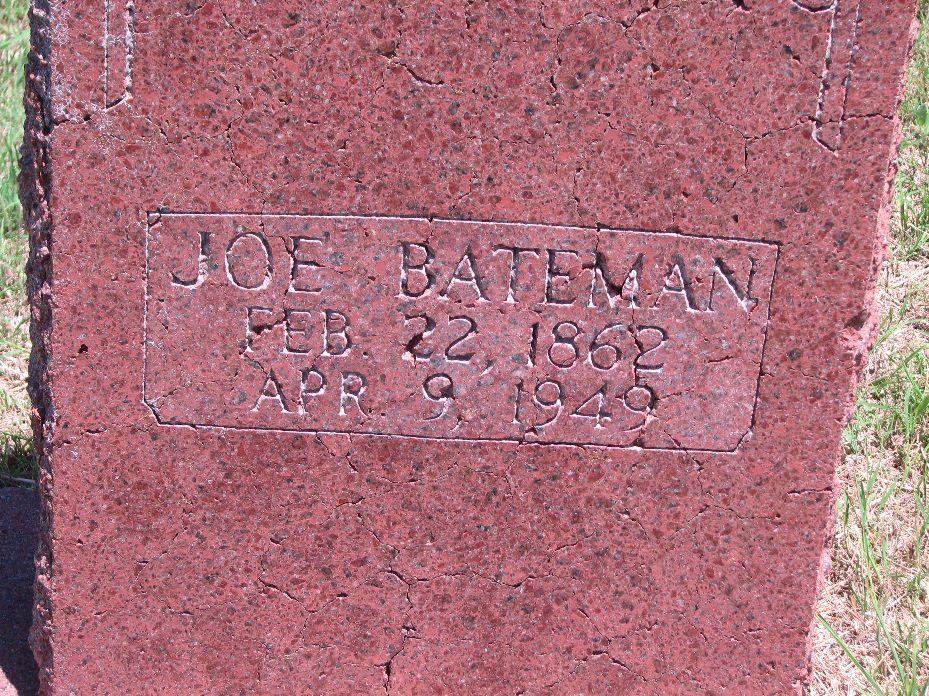 JOE BATEMAN
FEB. 22, 1862
APR. 9, 1949